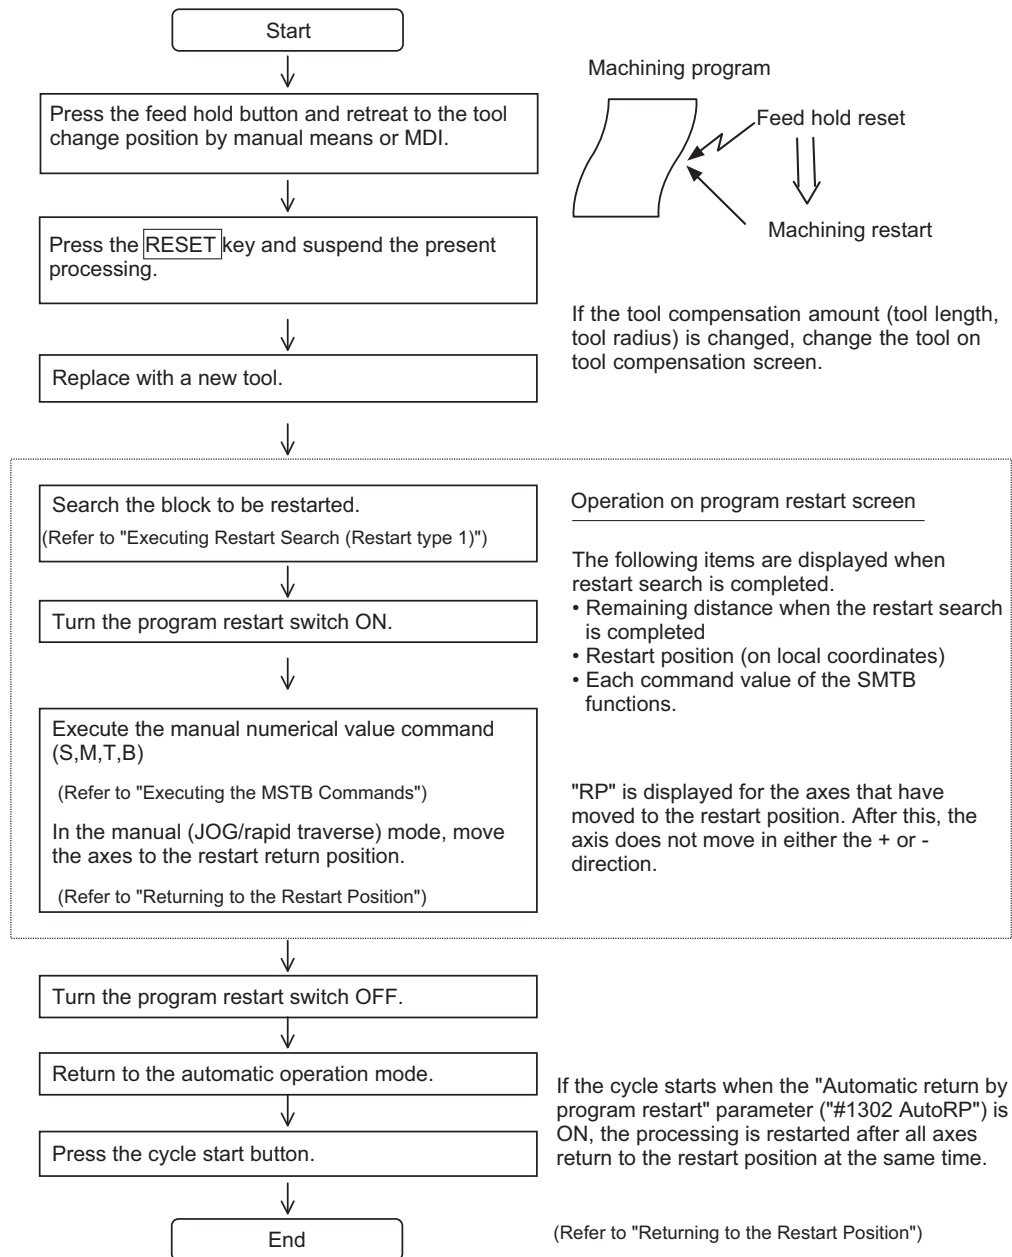 Start
Press the feed hold button and retreat to the tool
change position by manual means or MDI.
Machining program
Feed hold reset
Machining restart
Press the RESET key and suspend the present
processing.
If the tool compensation amount (tool length,
tool radius) is changed, change the tool on
tool compensation screen.
Replace with a new tool.
Search the block to be restarted.
(Refer to "Executing Restart Search (Restart type 1)")
Operation on program restart screen
The following items are displayed when
restart search is completed.
• Remaining distance when the restart search
is completed
• Restart position (on local coordinates)
• Each command value of the SMTB
functions.
Turn the program restart switch ON.
Execute the manual numerical value command
(S,M,T,B)
(Refer to "Executing the MSTB Commands")
In the manual (JOG/rapid traverse) mode, move
the axes to the restart return position.
(Refer to "Returning to the Restart Position")
"RP" is displayed for the axes that have
moved to the restart position. After this, the
axis does not move in either the + or -
direction.
Turn the program restart switch OFF.
Return to the automatic operation mode.
If the cycle starts when the "Automatic return by
program restart" parameter ("#1302 AutoRP") is
ON, the processing is restarted after all axes
return to the restart position at the same time.
Press the cycle start button.
End
(Refer to "Returning to the Restart Position")